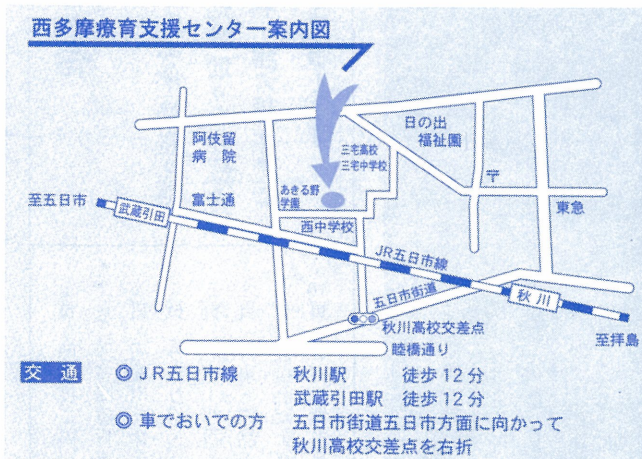 西多摩療育支援センター案内図
阿伎留
病院
日の出
福祉園
三宅高校
三宅中学校
〒
あきる野
学園
富士通
至五日市
武蔵引田
東急
西中学校
JR五日市線
五日市街道
秋川
秋川高校交差点
至拝島
睦橋通り
交通
◎JR五日市線 秋川駅 徒歩12分
武蔵引田駅 徒歩12分
◎車でおいでの方 五日市街道五日市方面に向かって
秋川高校交差点を右折